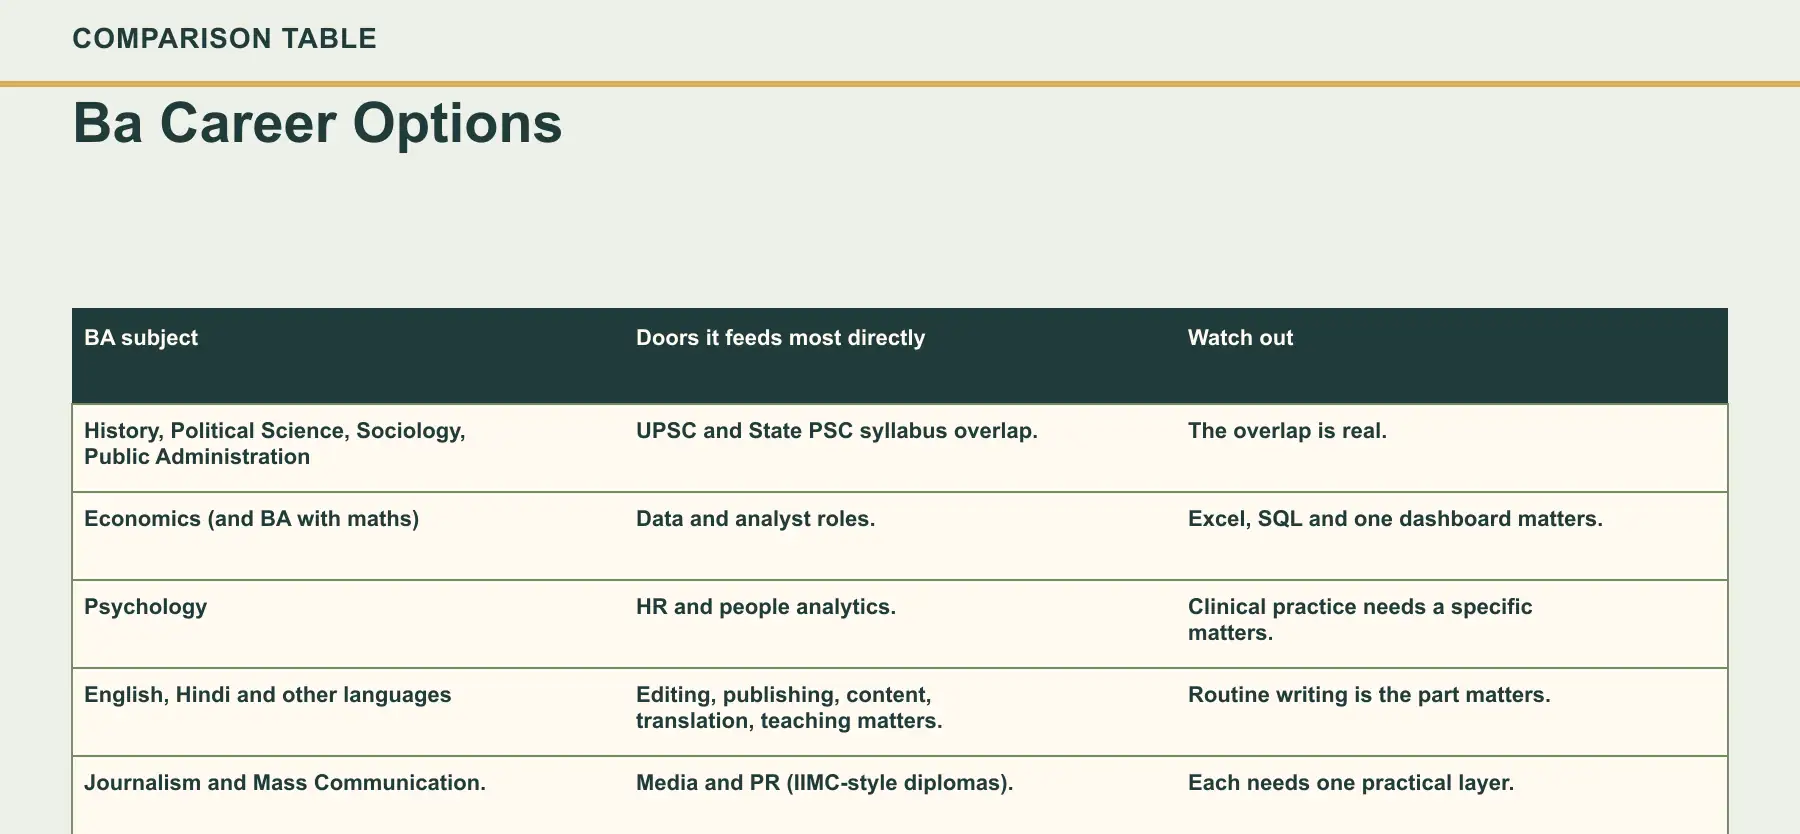 COMPARISON TABLE
Ba Career Options
BA subject
Doors it feeds most directly
Watch out
History, Political Science, Sociology,
Public Administration
UPSC and State PSC syllabus overlap.
The overlap is real.
Economics (and BA with maths)
Data and analyst roles.
Excel, SQL and one dashboard matters.
Psychology
HR and people analytics.
Clinical practice needs a specific
matters.
English, Hindi and other languages
Editing, publishing, content,
translation, teaching matters.
Routine writing is the part matters.
Journalism and Mass Communication.
Media and PR (IIMC-style diplomas).
Each needs one practical layer.